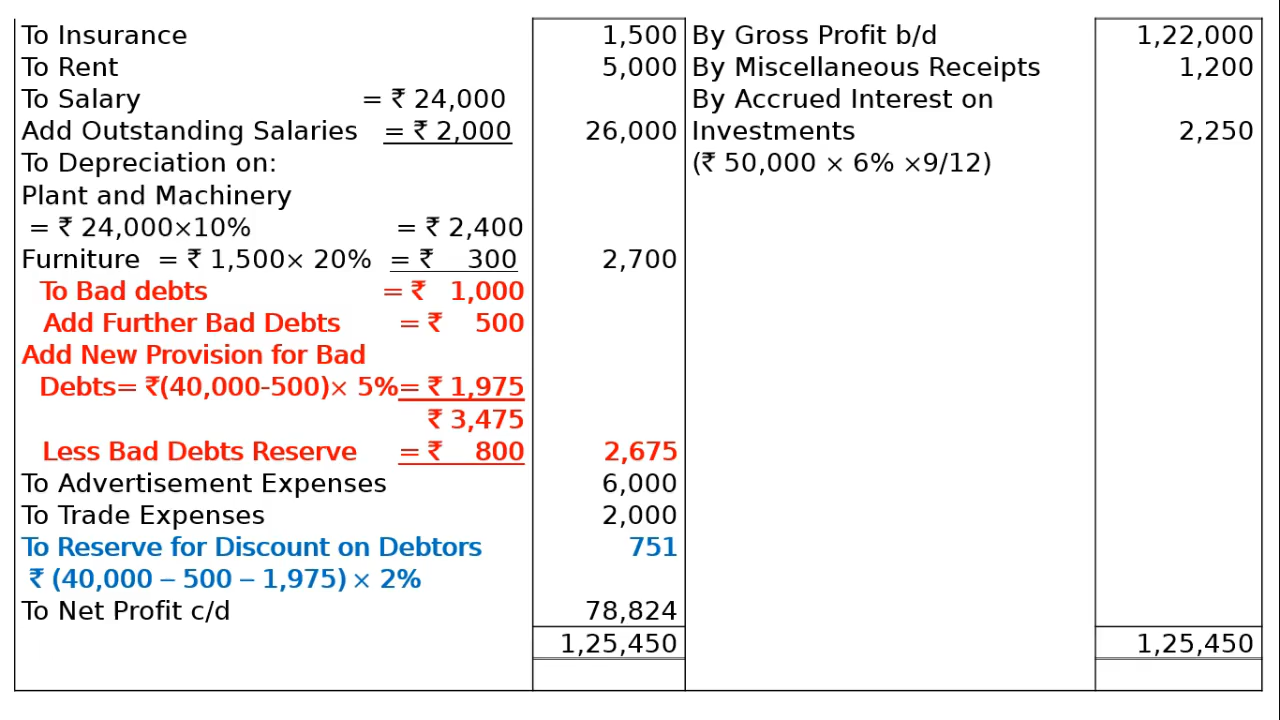 To Insurance 1,500 By Gross Profit b/d 1,22,000
To Rent 5,000 By Miscellaneous Receipts 1,200
To Salary = ₹ 24,000 By Accrued Interest on
Add Outstanding Salaries = ₹ 2,000 26,000 Investments 2,250
To Depreciation on: (₹ 50,000 × 6% ×9/12)
Plant and Machinery
= ₹ 24,000×10% = ₹ 2,400
Furniture = ₹ 1,500× 20% = ₹ 300 2,700
To Bad debts = ₹ 1,000
Add Further Bad Debts = ₹ 500
Add New Provision for Bad
Debts= ₹(40,000-500)× 5%= ₹ 1,975
₹ 3,475
Less Bad Debts Reserve = ₹ 800 2,675
To Advertisement Expenses 6,000
To Trade Expenses 2,000
To Reserve for Discount on Debtors 751
₹ (40,000 – 500 – 1,975) × 2%
To Net Profit c/d 78,824
1,25,450 1,25,450